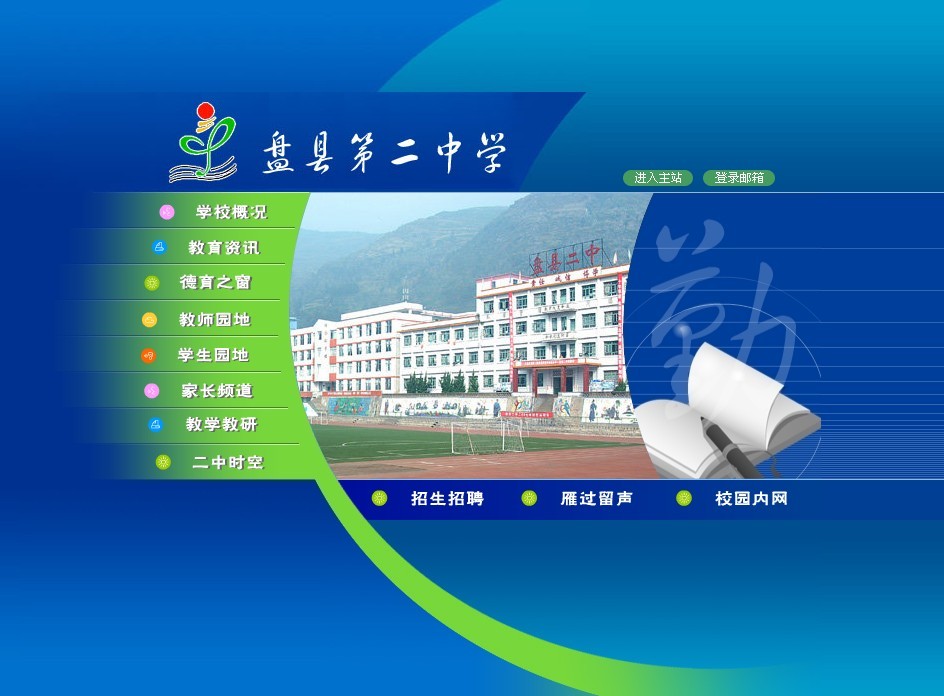 盘县第二中学
进入主站
登录邮箱
学校概况
教育资讯
德育之窗
教师园地
学生园地
家长频道
教学教研
二中时空
盘县二中
勤
招生招聘
雁过留声
校园内网